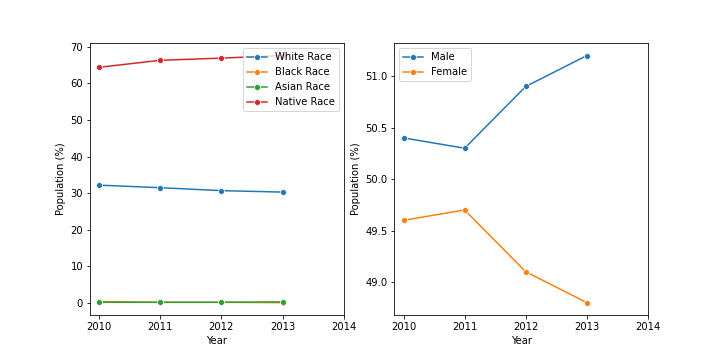 70
60
50
40
30
20
10
0
Population (%)
2010 2011 2012 2013 2014
Year
White Race
Black Race
Asian Race
Native Race
51.0
50.5
50.0
49.5
49.0
Population (%)
2010 2011 2012 2013 2014
Year
Male
Female